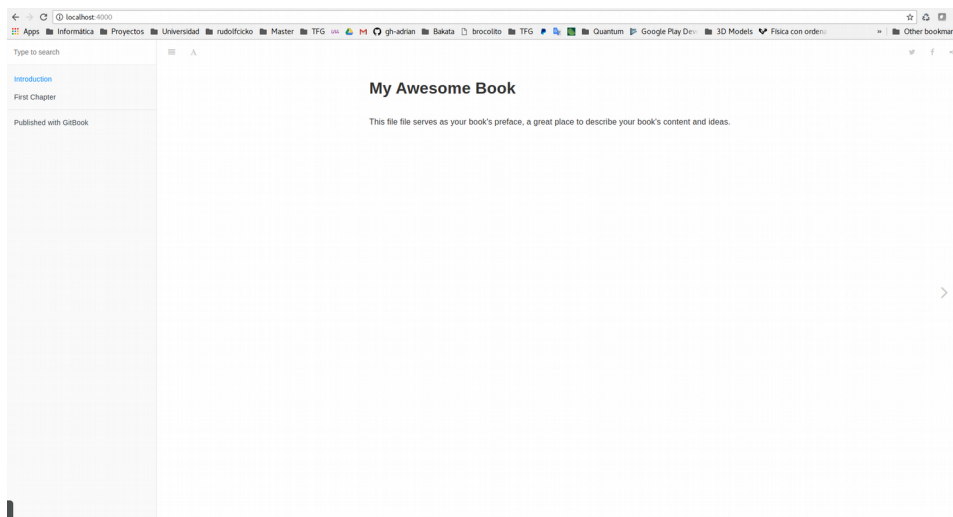 localhost:4000
Apps Informática Proyectos Universidad rudolfcicko Master TFG gh-adrian Bakata brocolito TFG Quantum Google Play Dev 3D Models Física con ordena » Other bookmar
Type to search A
Introduction
First Chapter
Published with GitBook
My Awesome Book
This file file serves as your book's preface, a great place to describe your book's content and ideas.